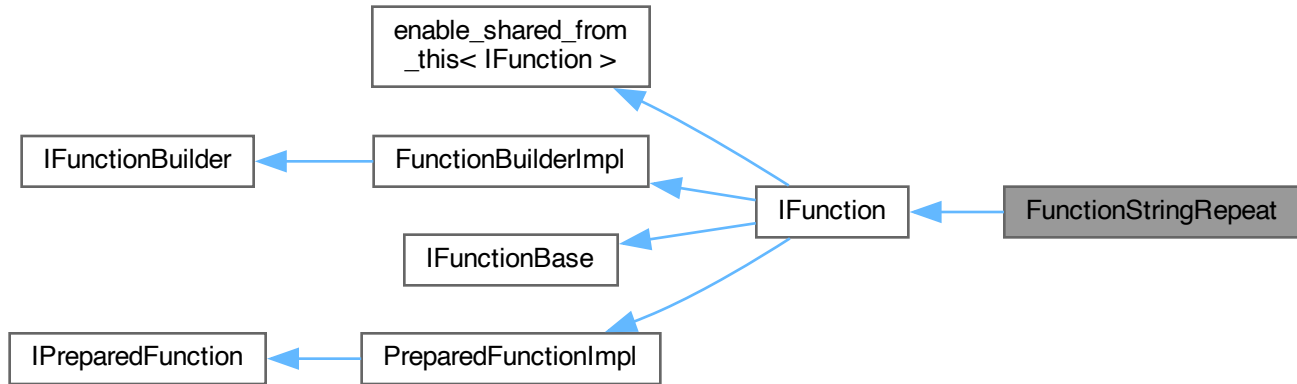 enable_shared_from
_this< IFunction >
IFunctionBuilder
FunctionBuilderImpl
IFunction
FunctionStringRepeat
IFunctionBase
IPreparedFunction
PreparedFunctionImpl